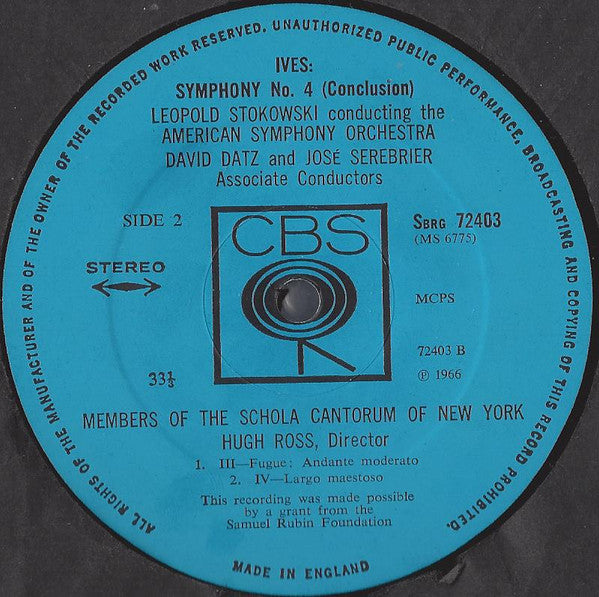 ALL RIGHTS OF THE MANUFACTURER AND OF THE OWNER OF THE RECORDED WORK RESERVED. UNAUTHORIZED PUBLIC PERFORMANCE, BROADCASTING AND COPYING OF THIS RECORD PROHIBITED.
IVES:
SYMPHONY No. 4 (Conclusion)
LEOPOLD STOKOWSKI conducting the
AMERICAN SYMPHONY ORCHESTRA
DAVID DATZ and JOSÉ SEREBRIER
Associate Conductors
SIDE 2
CBS
SBRG 72403
(MS 6775)
STEREO
MCPS
72403 B
33⅓
℗ 1966
MEMBERS OF THE SCHOLA CANTORUM OF NEW YORK
HUGH ROSS, Director
1. III—Fugue: Andante moderato
2. IV—Largo maestoso
This recording was made possible
by a grant from the
Samuel Rubin Foundation
MADE IN ENGLAND